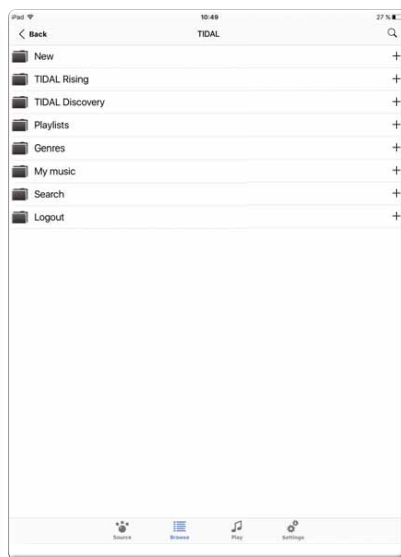 iPad 10:49 27 %
Back TIDAL
New
TIDAL Rising
TIDAL Discovery
Playlists
Genres
My music
Search
Logout
Source Browse Play Settings